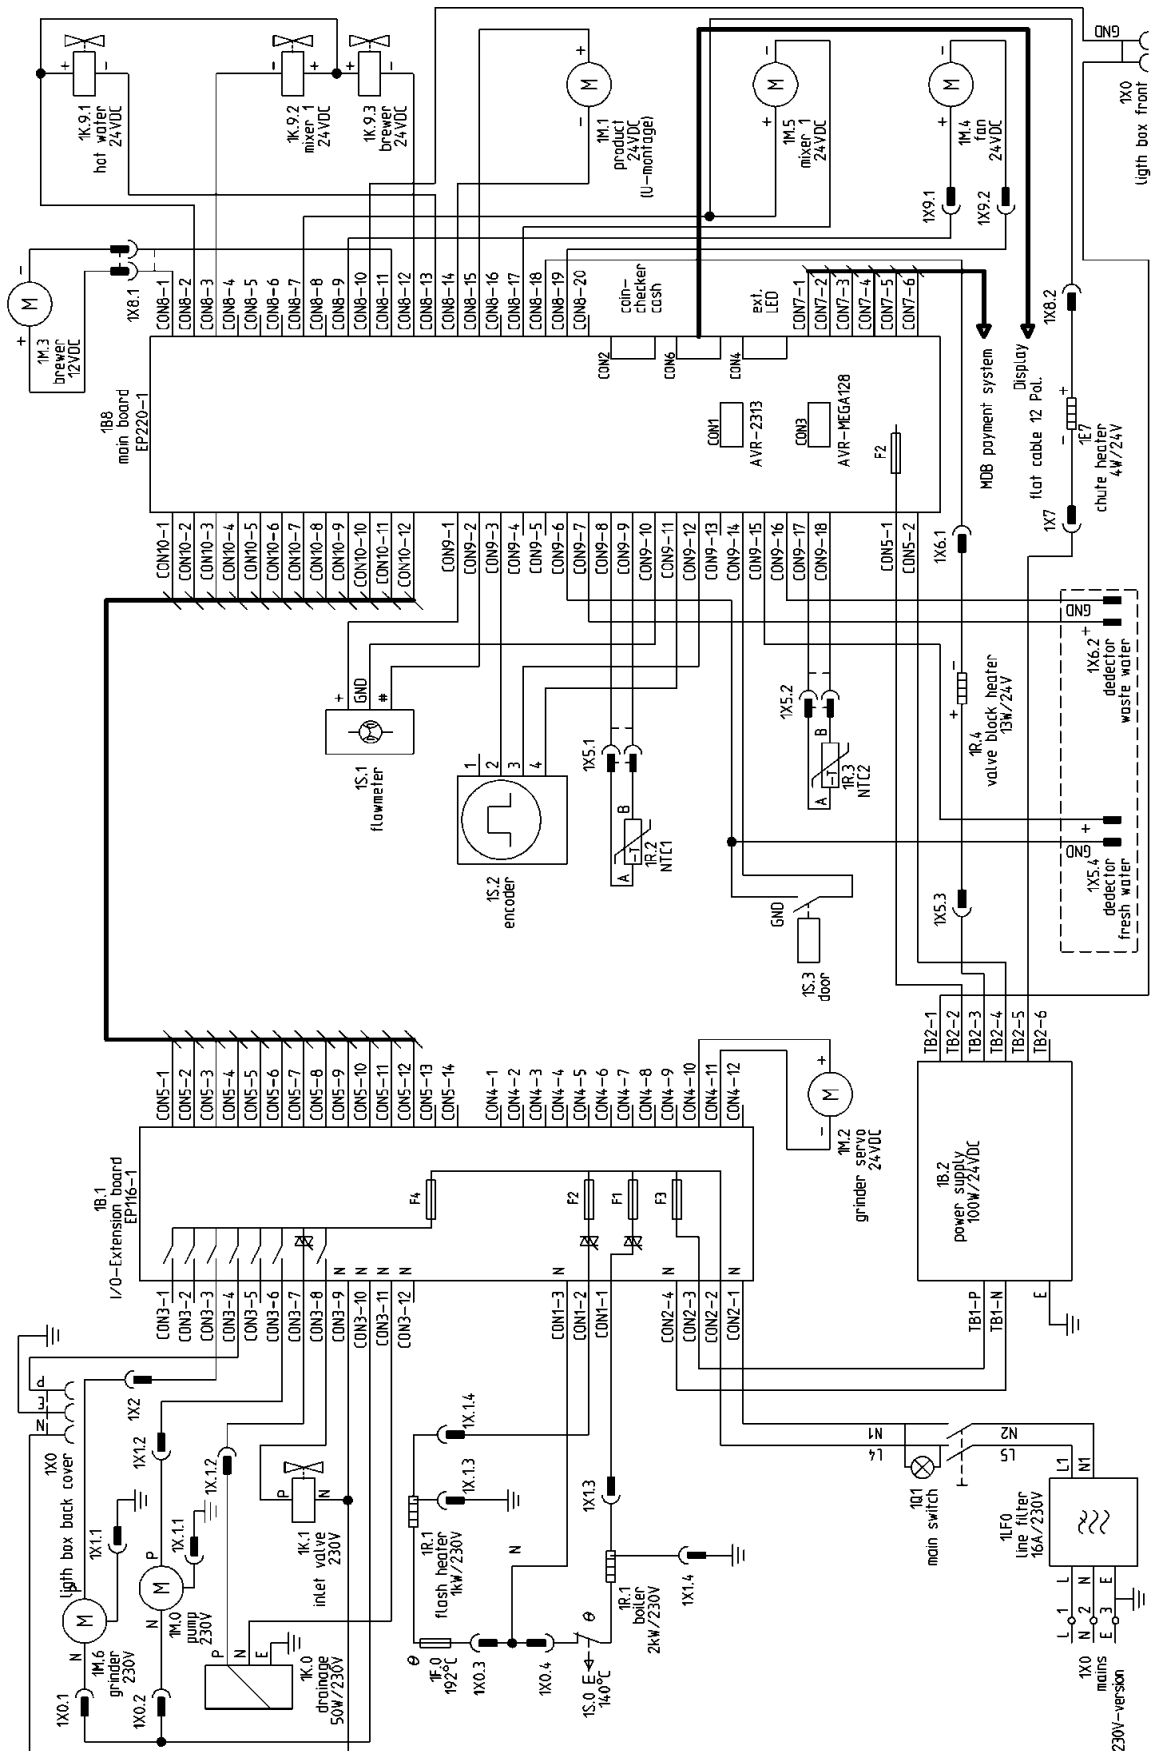 GND
1X0
ligth box front
+
-
1K.9.1
hot water
24VDC
-
+
1K.9.2
mixer 1
24VDC
+
-
1K.9.3
brewer
24VDC
+
M
-
1M.1
product
24VDC
(U-montage)
-
M
+
1M.5
mixer 1
24VDC
-
M
+
1M.4
fan
24VDC
1X9.1
1X9.2
-
M
+
1M.3
brewer
12VDC
1X8.1
CON8-1
CON8-2
CON8-3
CON8-4
CON8-5
CON8-6
CON8-7
CON8-8
CON8-9
CON8-10
CON8-11
CON8-12
CON8-13
CON8-14
CON8-15
CON8-16
CON8-17
CON8-18
CON8-19
CON8-20
coin-
checker
cash
ext.
LED
CON7-1
CON7-2
CON7-3
CON7-4
CON7-5
CON7-6
CON2
CON6
CON4
1B8
main board
EP220-1
CON1
AVR-2313
CON3
AVR-MEGA128
F2
MDB payment system
Display
flat cable 12 Pol.
1X8.2
+
-
1E7
chute heater
4W/24V
1X7
CON10-1
CON10-2
CON10-3
CON10-4
CON10-5
CON10-6
CON10-7
CON10-8
CON10-9
CON10-10
CON10-11
CON10-12
CON9-1
CON9-2
CON9-3
CON9-4
CON9-5
CON9-6
CON9-7
CON9-8
CON9-9
CON9-10
CON9-11
CON9-12
CON9-13
CON9-14
CON9-15
CON9-16
CON9-17
CON9-18
CON5-1
CON5-2
1X6.1
+
GND
#
1S.1
flowmeter
1
2
3
4
1S.2
encoder
1X5.1
A
B
-T
1R.2
NTC1
1X5.2
A
B
-T
1R.3
NTC2
GND
1S.3
door
-
+
1R.4
valve block heater
13W/24V
1X5.3
GND
+
1X6.2
dedector
waste water
+
GND
1X5.4
dedector
fresh water
CON5-1
CON5-2
CON5-3
CON5-4
CON5-5
CON5-6
CON5-7
CON5-8
CON5-9
CON5-10
CON5-11
CON5-12
CON5-13
CON5-14
CON4-1
CON4-2
CON4-3
CON4-4
CON4-5
CON4-6
CON4-7
CON4-8
CON4-9
CON4-10
CON4-11
CON4-12
+
M
-
1M.2
grinder servo
24VDC
TB2-1
TB2-2
TB2-3
TB2-4
TB2-5
TB2-6
1B.2
power supply
100W/24VDC
TB1-P
TB1-N
E
1B.1
I/O-Extension board
EP116-1
F4
F2
F1
F3
N
N
N
N
N
N
N
CON3-1
CON3-2
CON3-3
CON3-4
CON3-5
CON3-6
CON3-7
CON3-8
CON3-9
CON3-10
CON3-11
CON3-12
CON1-3
CON1-2
CON1-1
CON2-4
CON2-3
CON2-2
CON2-1
P
E
N
1X0
ligth box back cover
1X2
1X1.2
1X.1.2
1X1.1
P
M
N
1M.6
grinder
230V
1X0.1
P
M
N
1M.0
pump
230V
1X.1.1
1X0.2
P
N
E
1K.0
drainage
50W/230V
P
N
1K.1
inlet valve
230V
1X.1.4
1X.1.3
1R.1
flash heater
1kW/230V
θ
1F.0
192°C
1X0.3
N
1X0.4
θ
1S.0 E
140°C
1X1.3
1R.1
boiler
2kW/230V
1X1.4
N1
L4
N2
L5
1Q1
main switch
L1
N1
1LF0
line filter
16A/230V
L
N
E
1
2
3
L
N
E
1X0
mains
230V-version